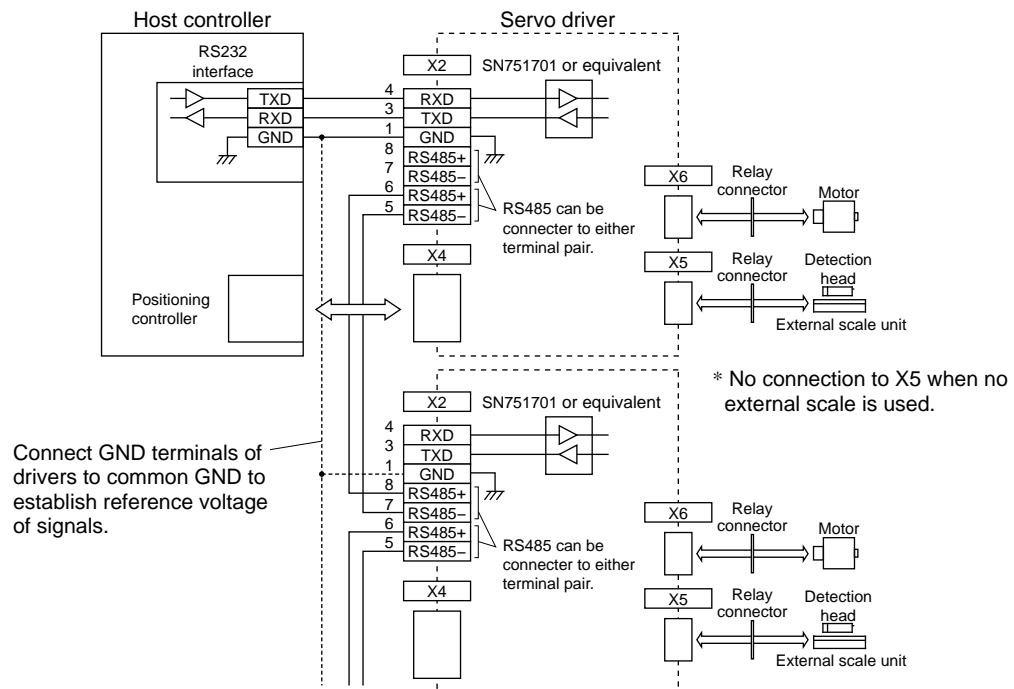 Host controller
Servo driver
RS232
interface
TXD
RXD
GND
X2
SN751701 or equivalent
4
RXD
3
TXD
1
GND
8
RS485+
7
RS485−
6
RS485+
5
RS485−
RS485 can be
connecter to either
terminal pair.
X4
Positioning
controller
X6
Relay
connector
Motor
X5
Relay
connector
Detection
head
External scale unit
* No connection to X5 when no
external scale is used.
Connect GND terminals of
drivers to common GND to
establish reference voltage
of signals.
X2
SN751701 or equivalent
4
RXD
3
TXD
1
GND
8
RS485+
7
RS485−
6
RS485+
5
RS485−
RS485 can be
connecter to either
terminal pair.
X4
X6
Relay
connector
Motor
X5
Relay
connector
Detection
head
External scale unit